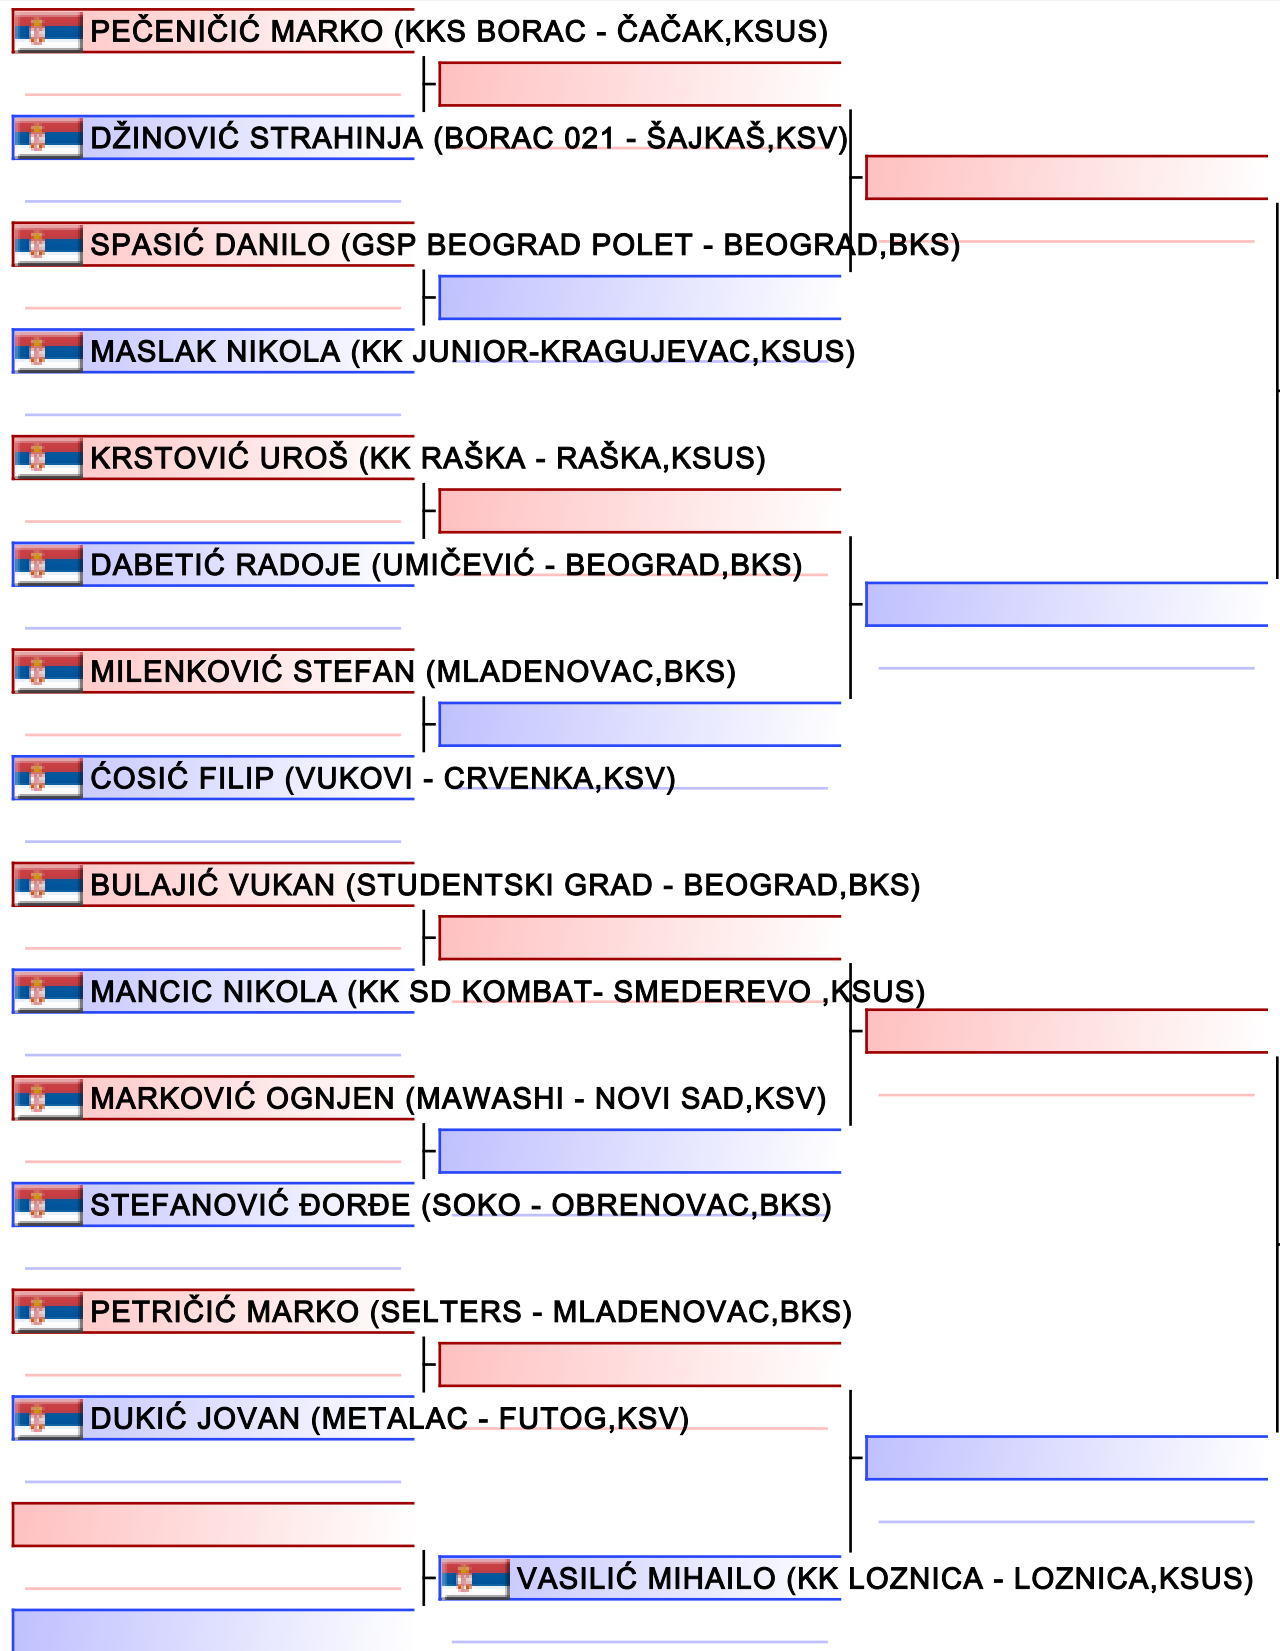 PEČENIČIĆ MARKO (KKS BORAC - ČAČAK,KSUS)
DŽINOVIĆ STRAHINJA (BORAC 021 - ŠAJKAŠ,KSV)
SPASIĆ DANILO (GSP BEOGRAD POLET - BEOGRAD,BKS)
MASLAK NIKOLA (KK JUNIOR-KRAGUJEVAC,KSUS)
KRSTOVIĆ UROŠ (KK RAŠKA - RAŠKA,KSUS)
DABETIĆ RADOJE (UMIČEVIĆ - BEOGRAD,BKS)
MILENKOVIĆ STEFAN (MLADENOVAC,BKS)
ĆOSIĆ FILIP (VUKOVI - CRVENKA,KSV)
BULAJIĆ VUKAN (STUDENTSKI GRAD - BEOGRAD,BKS)
MANCIC NIKOLA (KK SD KOMBAT- SMEDEREVO ,KSUS)
MARKOVIĆ OGNJEN (MAWASHI - NOVI SAD,KSV)
STEFANOVIĆ ĐORĐE (SOKO - OBRENOVAC,BKS)
PETRIČIĆ MARKO (SELTERS - MLADENOVAC,BKS)
DUKIĆ JOVAN (METALAC - FUTOG,KSV)
VASILIĆ MIHAILO (KK LOZNICA - LOZNICA,KSUS)